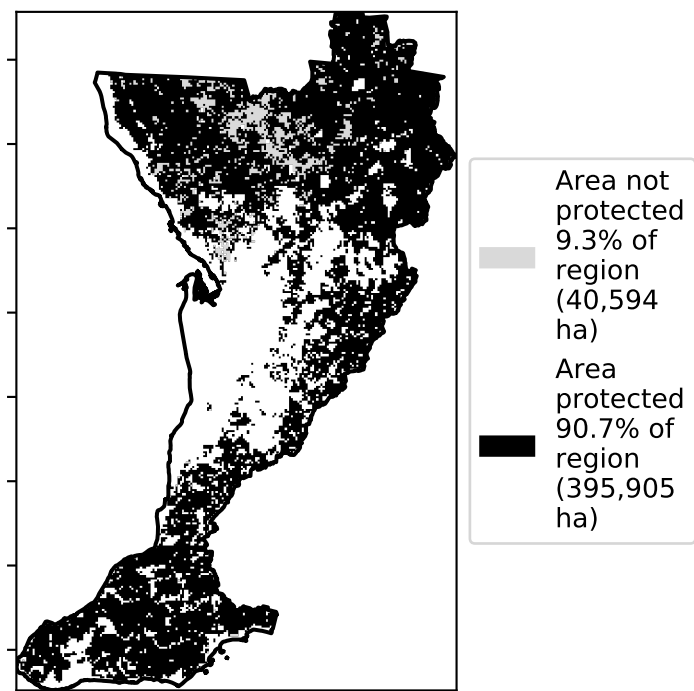 Area not
protected
9.3% of
region
(40,594
ha)
Area
protected
90.7% of
region
(395,905
ha)